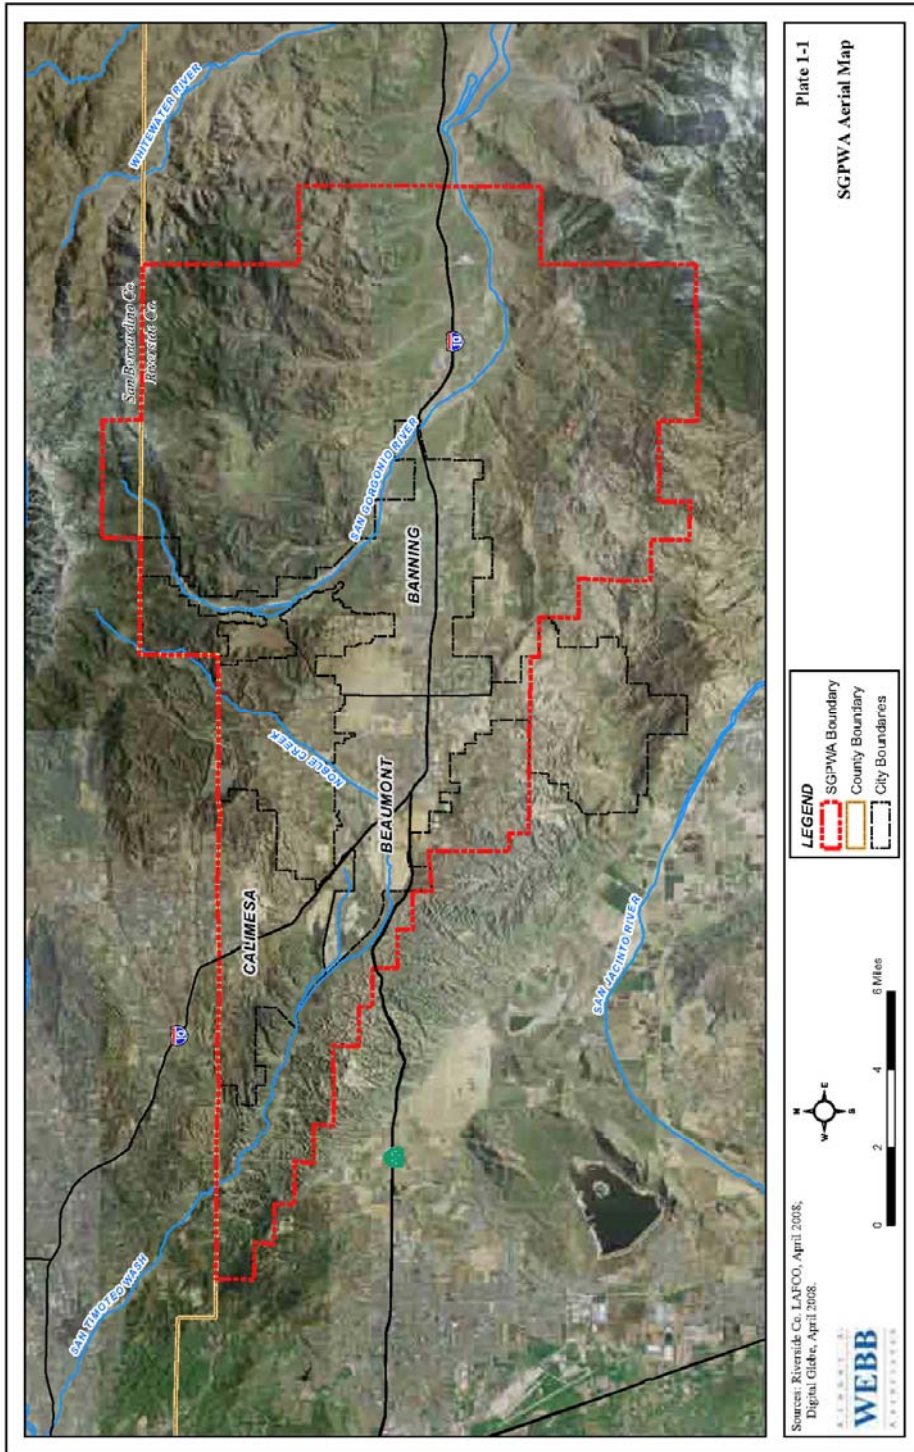 WHITEWATER RIVER
San Bernardino Co.
Riverside Co.
SAN GORGONIO RIVER
10
BANNING
NOBLE CREEK
BEAUMONT
CALIMESA
10
SAN TIMOTEO WASH
SAN JACINTO RIVER
Sources: Riverside Co. LAFCO, April 2008;
Digital Globe, April 2008.
ALBERT A.
WEBB
ASSOCIATES
N
W E
S
0 2 4 6 Miles
LEGEND
SGPWA Boundary
County Boundary
City Boundaries
Plate 1-1
SGPWA Aerial Map